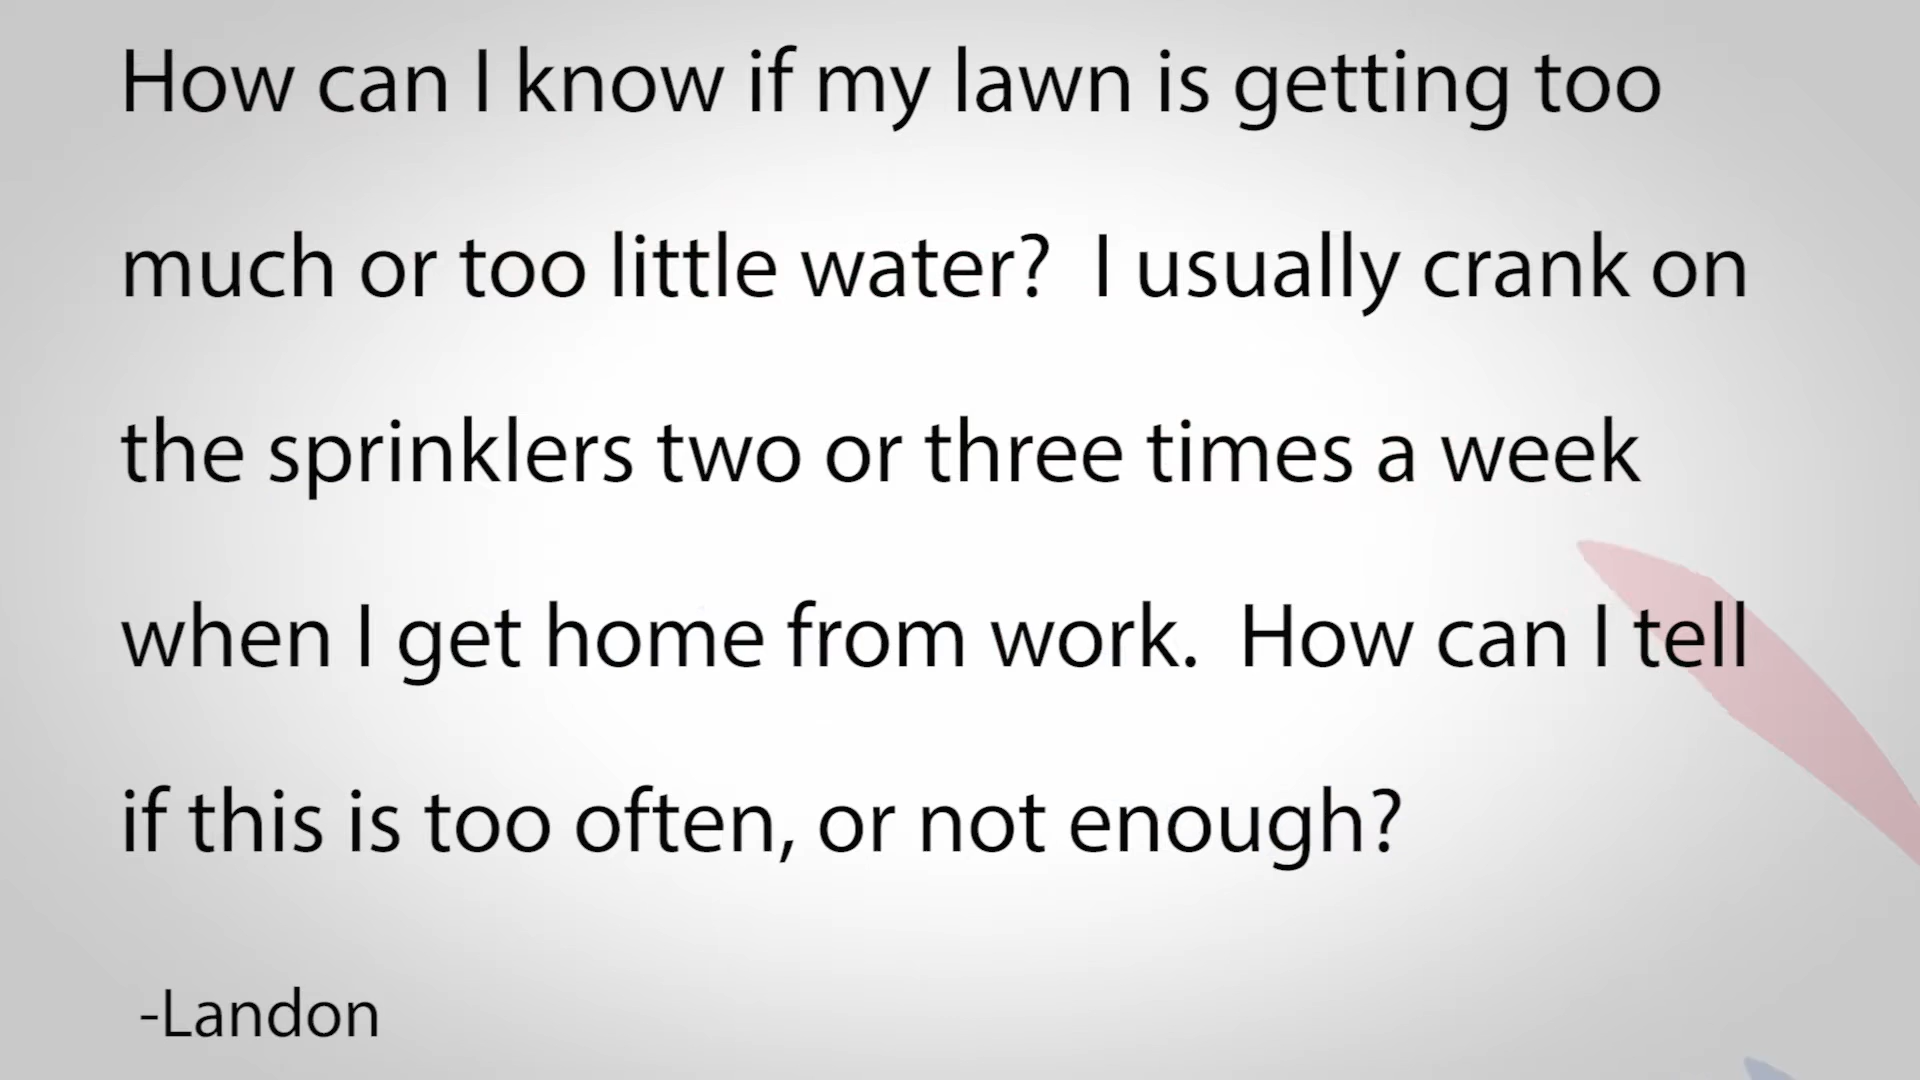 How can I know if my lawn is getting too
much or too little water?  I usually crank on
the sprinklers two or three times a week
when I get home from work.  How can I tell
if this is too often, or not enough?
-Landon